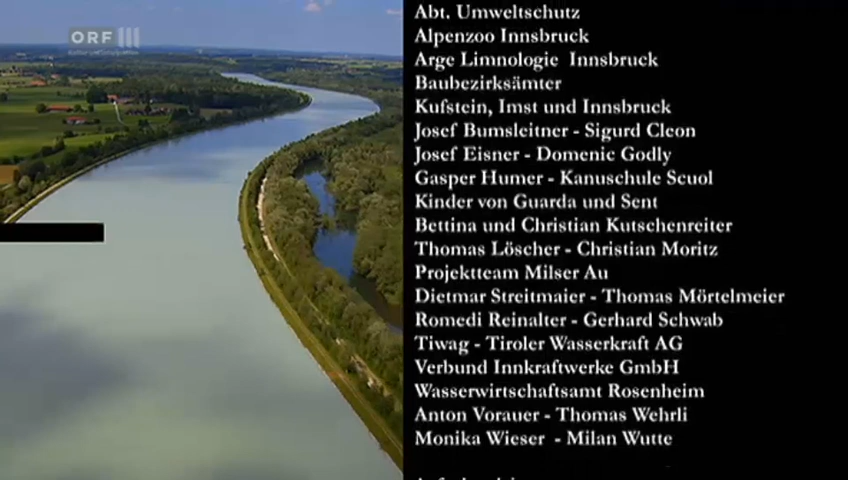 ORF III
Abt. Umweltschutz
Alpenzoo Innsbruck
Arge Limnologie Innsbruck
Baubezirksämter
Kufstein, Imst und Innsbruck
Josef Bumsleitner - Sigurd Cleon
Josef Eisner - Domenic Godly
Gasper Humer - Kanuschule Scuol
Kinder von Guarda und Sent
Bettina und Christian Kutschenreiter
Thomas Löscher - Christian Moritz
Projektteam Milser Au
Dietmar Streitmaier - Thomas Mörtelmeier
Romedi Reinalter - Gerhard Schwab
Tiwag - Tiroler Wasserkraft AG
Verbund Innkraftwerke GmbH
Wasserwirtschaftsamt Rosenheim
Anton Vorauer - Thomas Wehrli
Monika Wieser - Milan Wutte